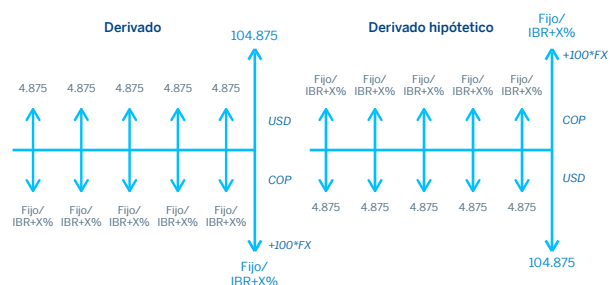 Derivado
104.875
4.875 4.875 4.875 4.875 4.875
USD
COP
Fijo/ Fijo/ Fijo/ Fijo/ Fijo/
IBR+X% IBR+X% IBR+X% IBR+X% IBR+X%
+100*FX
Fijo/
IBR+X%
Derivado hipótetico
Fijo/
IBR+X%
+100*FX
Fijo/ Fijo/ Fijo/ Fijo/ Fijo/
IBR+X% IBR+X% IBR+X% IBR+X% IBR+X%
COP
USD
4.875 4.875 4.875 4.875 4.875
104.875